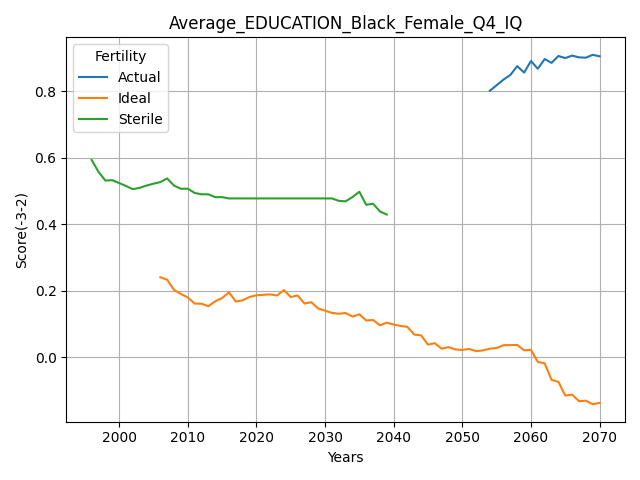 Average_EDUCATION_Black_Female_Q4_IQ
Fertility
Actual
Ideal
Sterile
Score(-3-2)
0.8
0.6
0.4
0.2
0.0
2000 2010 2020 2030 2040 2050 2060 2070
Years